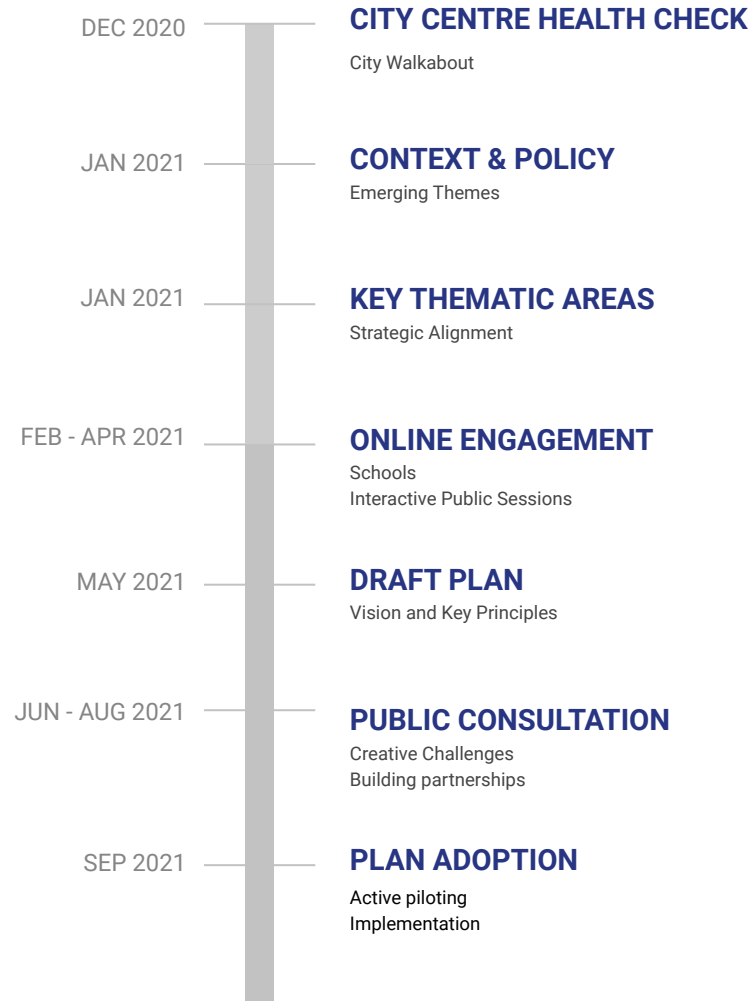 DEC 2020
CITY CENTRE HEALTH CHECK
City Walkabout
JAN 2021
CONTEXT & POLICY
Emerging Themes
JAN 2021
KEY THEMATIC AREAS
Strategic Alignment
FEB - APR 2021
ONLINE ENGAGEMENT
Schools
Interactive Public Sessions
MAY 2021
DRAFT PLAN
Vision and Key Principles
JUN - AUG 2021
PUBLIC CONSULTATION
Creative Challenges
Building partnerships
SEP 2021
PLAN ADOPTION
Active piloting
Implementation